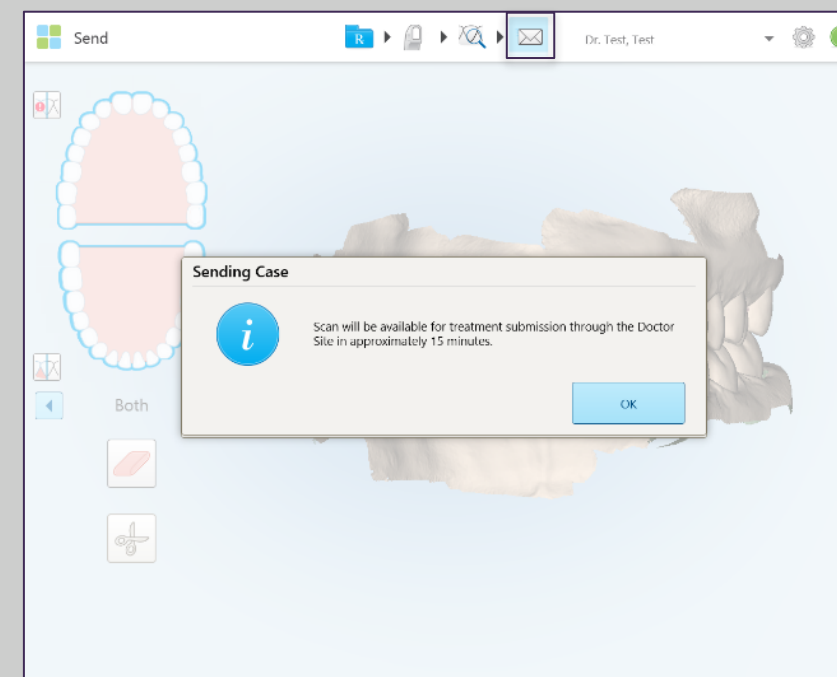 Send
R
Dr. Test, Test
Sending Case
i
Scan will be available for treatment submission through the Doctor
Site in approximately 15 minutes.
OK
Both